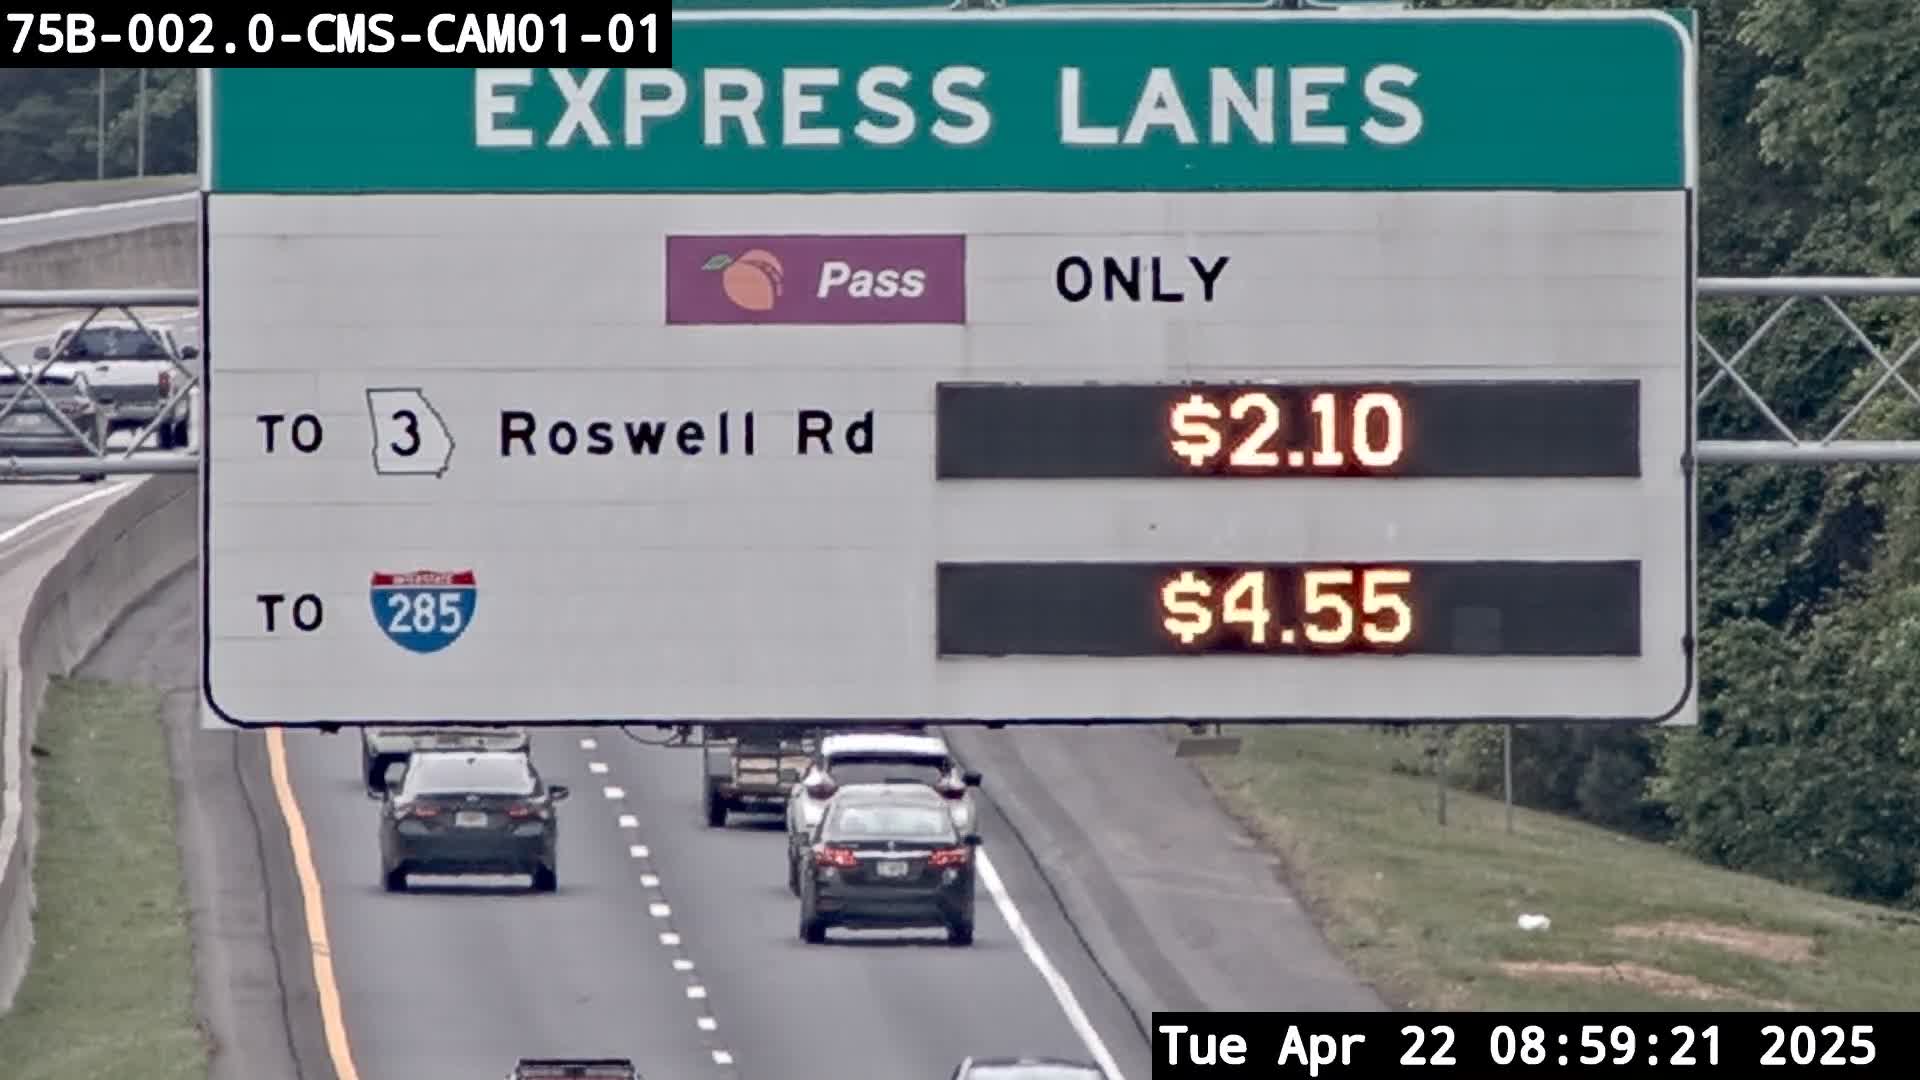 75B-002.0-CMS-CAM01-01
EXPRESS LANES
Pass ONLY
TO 3 Roswell Rd $2.10
INTERSTATE
TO 285 $4.55
Tue Apr 22 08:59:21 2025